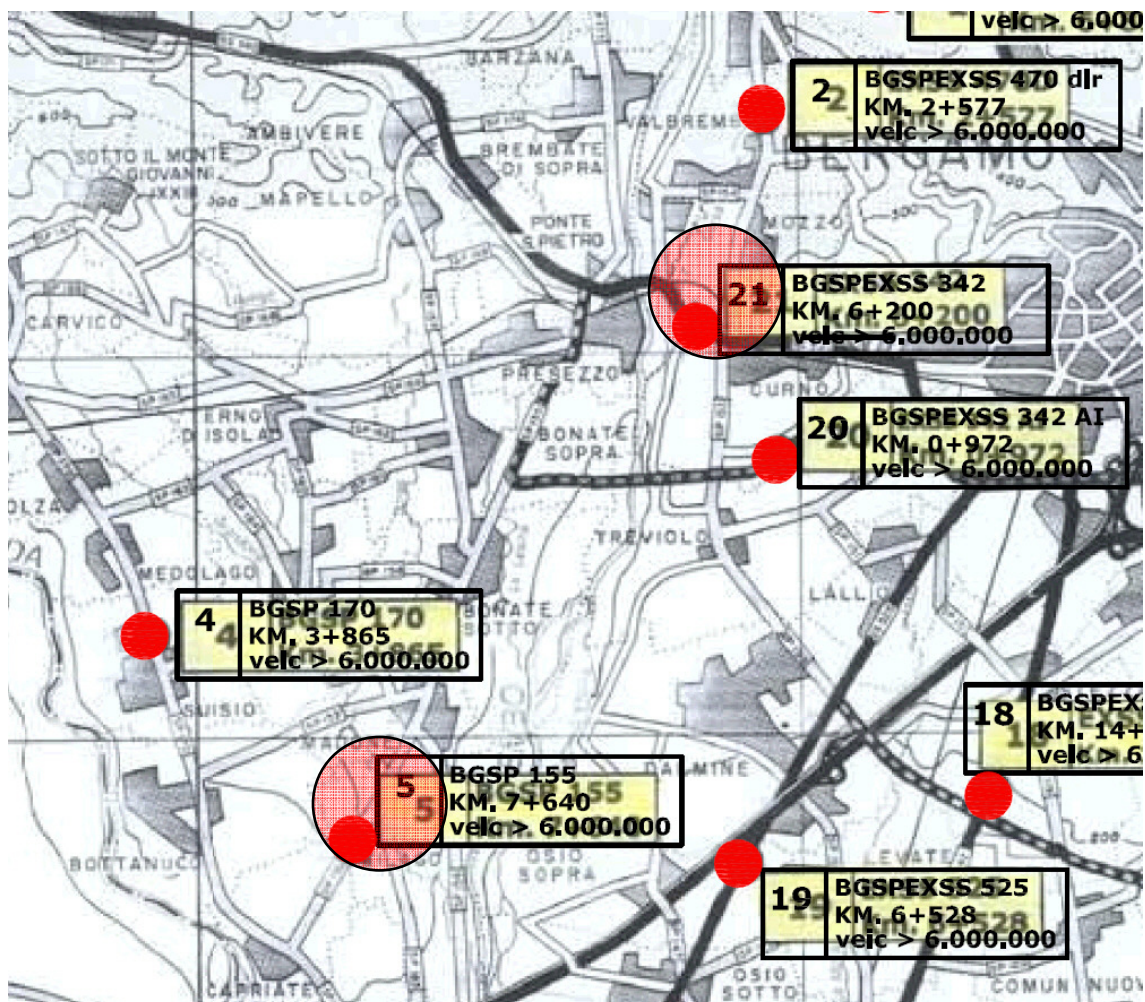 velc > 6.000
BARZANA
2
BGSPEXSS 470 dlr
KM. 2+577
velc > 6.000.000
AMBIVERE
BREMBATE
DI SOPRA
BERGAMO
SOTTO IL MONTE
GIOVANNI
XXIII
MAPELLO
300
PONTE
S.PIETRO
MOZZO
21
BGSPEXSS 342
KM. 6+200
velc > 6.000.000
CARVICO
PRESEZZO
CURNO
D'ISOLA
BONATE
SOPRA
20
BGSPEXSS 342 AI
KM. 0+972
velc > 6.000.000
TREVIOLO
MEDOLAGO
LALLIO
4
BGSP 170
KM. 3+865
velc > 6.000.000
BONATE
SOTTO
SUISIO
18
BGSPEX
KM. 14+
velc > 6
5
BGSP 155
KM. 7+640
velc > 6.000.000
DALMINE
BOTTANUCO
OSIO
SOPRA
LEVATE
200
19
BGSPEXSS 525
KM. 6+528
velc > 6.000.000
CAPRIATE
OSIO
SOTTO
COMUN NUOV